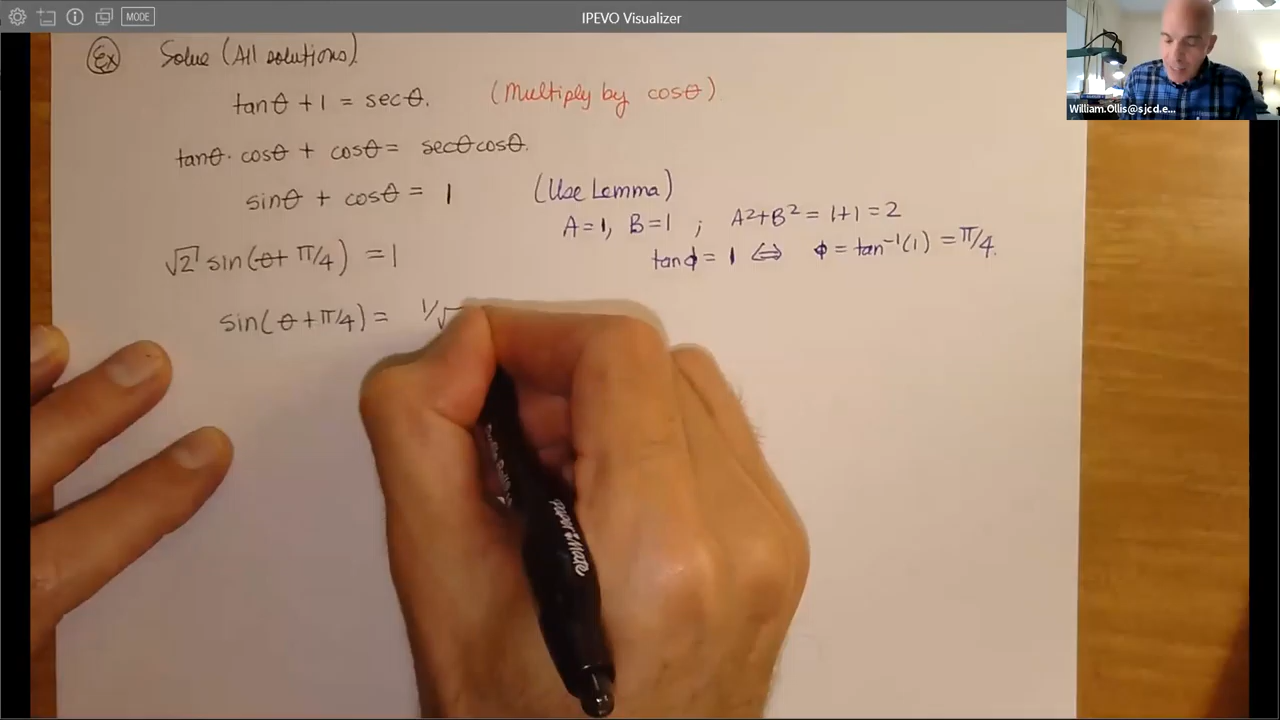 MODE
IPEVO Visualizer
William.Ollis@sjcd.e...
Ex Solve (All solutions)
tanθ + 1 = secθ. (Multiply by cosθ)
tanθ · cosθ + cosθ = secθcosθ.
sinθ + cosθ = 1 (Use Lemma)
A = 1, B = 1 ; A²+B² = 1+1 = 2
tanϕ = 1 ⇔ ϕ = tan⁻¹(1) = π/4.
√2 sin(θ + π/4) = 1
sin(θ + π/4) = 1/√
paper mate